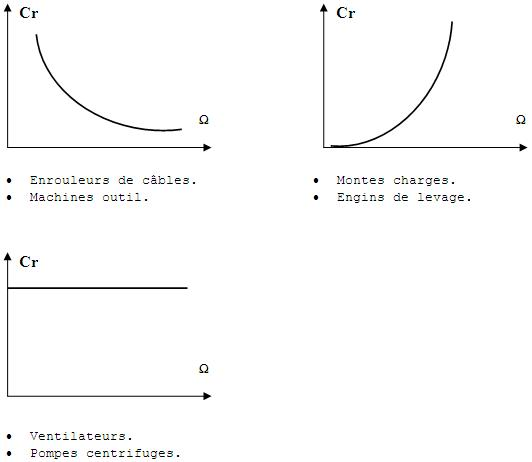 Cr
Ω
• Enrouleurs de câbles.
• Machines outil.
Cr
Ω
• Montes charges.
• Engins de levage.
Cr
Ω
• Ventilateurs.
• Pompes centrifuges.